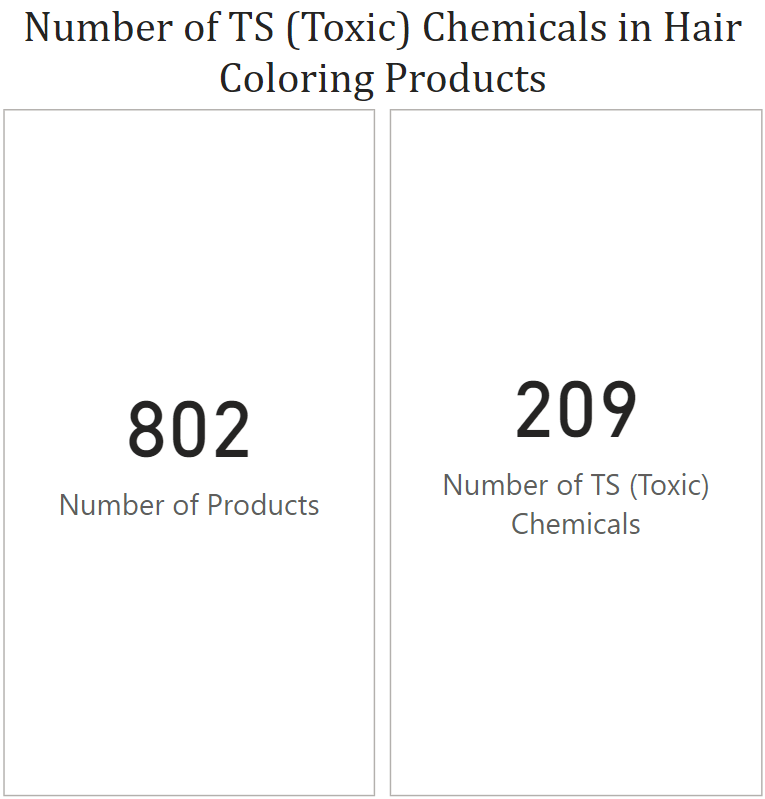 Number of TS (Toxic) Chemicals in Hair
Coloring Products
802
Number of Products
209
Number of TS (Toxic)
Chemicals